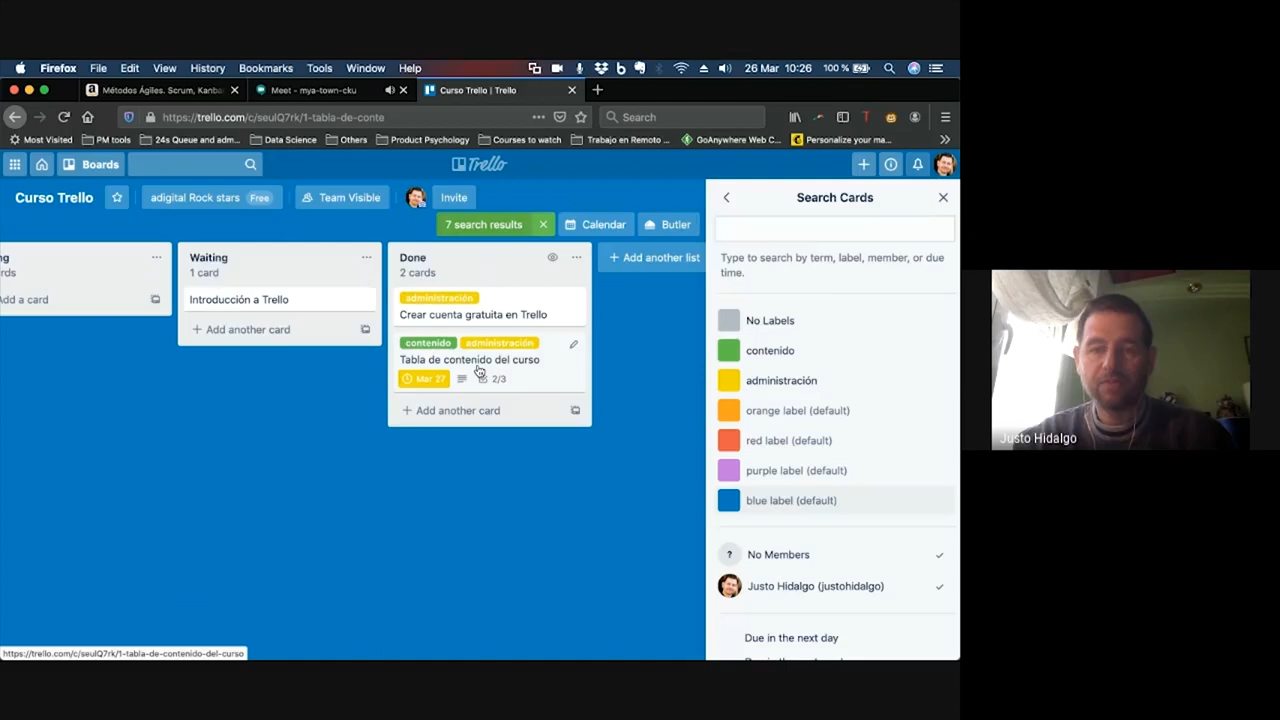 Firefox File Edit View History Bookmarks Tools Window Help 26 Mar 10:26 100 %
Métodos Ágiles. Scrum, Kanba
Meet - mya-town-cku
Curso Trello | Trello
https://trello.com/c/seulQ7rk/1-tabla-de-conte
Search
Most Visited PM tools 24s Queue and adm... Data Science Others Product Psychology Courses to watch Trabajo en Remoto ... GoAnywhere Web C... Personalize your ma...
Boards
Trello
Curso Trello
adigital Rock stars Free
Team Visible
Invite
7 search results
Calendar
Butler
ng
ards
Add a card
Waiting
1 card
Introducción a Trello
+ Add another card
Done
2 cards
administración
Crear cuenta gratuita en Trello
contenido administración
Tabla de contenido del curso
Mar 27 2/3
+ Add another card
+ Add another list
Search Cards
Type to search by term, label, member, or due
time.
No Labels
contenido
administración
orange label (default)
red label (default)
purple label (default)
blue label (default)
? No Members
Justo Hidalgo (justohidalgo)
Due in the next day
https://trello.com/c/seulQ7rk/1-tabla-de-contenido-del-curso
Justo Hidalgo